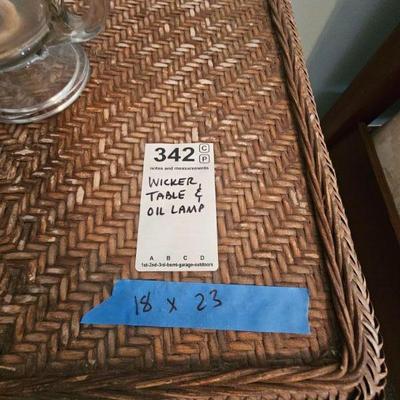 342 C
P
notes and measurements
WICKER
TABLE &
OIL LAMP
A B C D
1st-2nd-3rd-bsmt-garage-outdoors
18 x 23